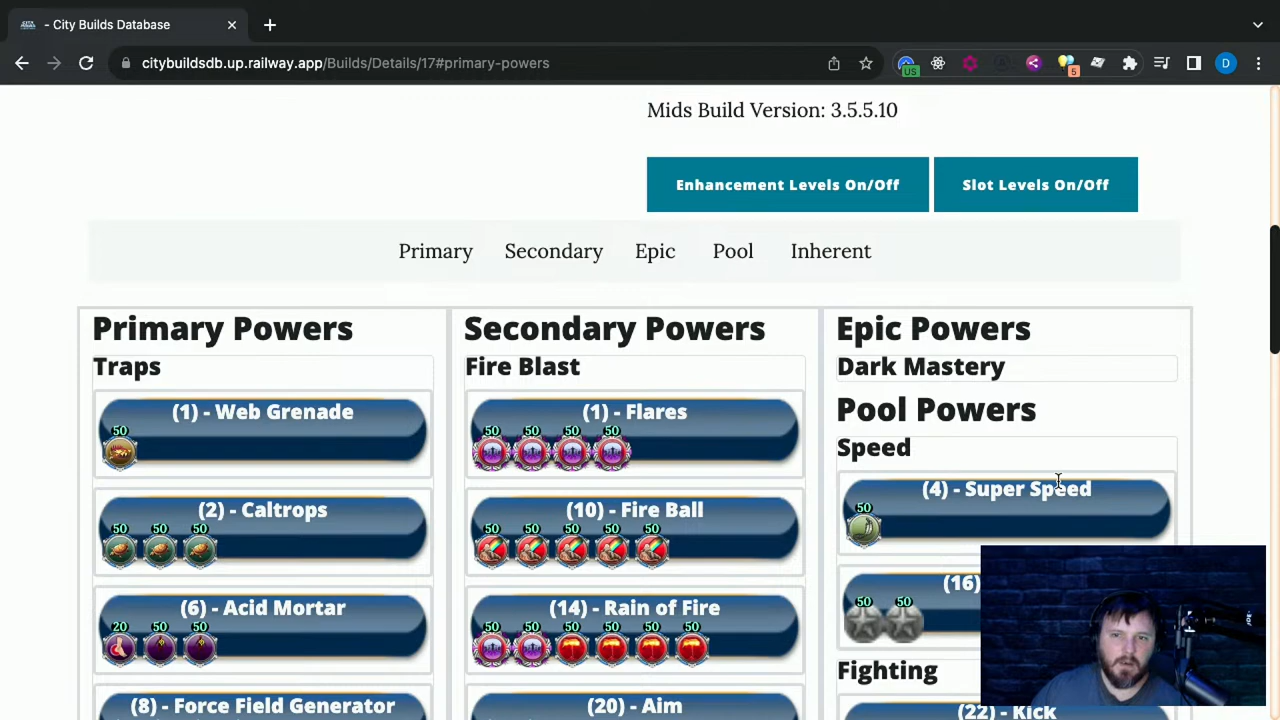 - City Builds Database
citybuildsdb.up.railway.app/Builds/Details/17#primary-powers
US
5
D
Mids Build Version: 3.5.5.10
Enhancement Levels On/Off
Slot Levels On/Off
Primary
Secondary
Epic
Pool
Inherent
Primary Powers
Traps
(1) - Web Grenade
50
(2) - Caltrops
50 50 50
(6) - Acid Mortar
20 50 50
(8) - Force Field Generator
Secondary Powers
Fire Blast
(1) - Flares
50 50 50 50
(10) - Fire Ball
50 50 50 50 50
(14) - Rain of Fire
50 50 50 50 50 50
(20) - Aim
Epic Powers
Dark Mastery
Pool Powers
Speed
(4) - Super Speed
50
(16)
50 50
Fighting
(22) - Kick